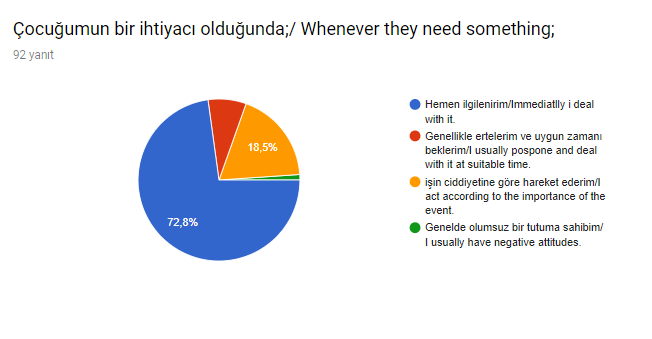 Çocuğumun bir ihtiyacı olduğunda;/ Whenever they need something;
92 yanıt
18,5%
72,8%
Hemen ilgilenirim/Immediatlly i deal
with it.
Genellikle ertelerim ve uygun zamanı
beklerim/I usually pospone and deal
with it at suitable time.
işin ciddiyetine göre hareket ederim/I
act according to the importance of the
event.
Genelde olumsuz bir tutuma sahibim/
I usually have negative attitudes.